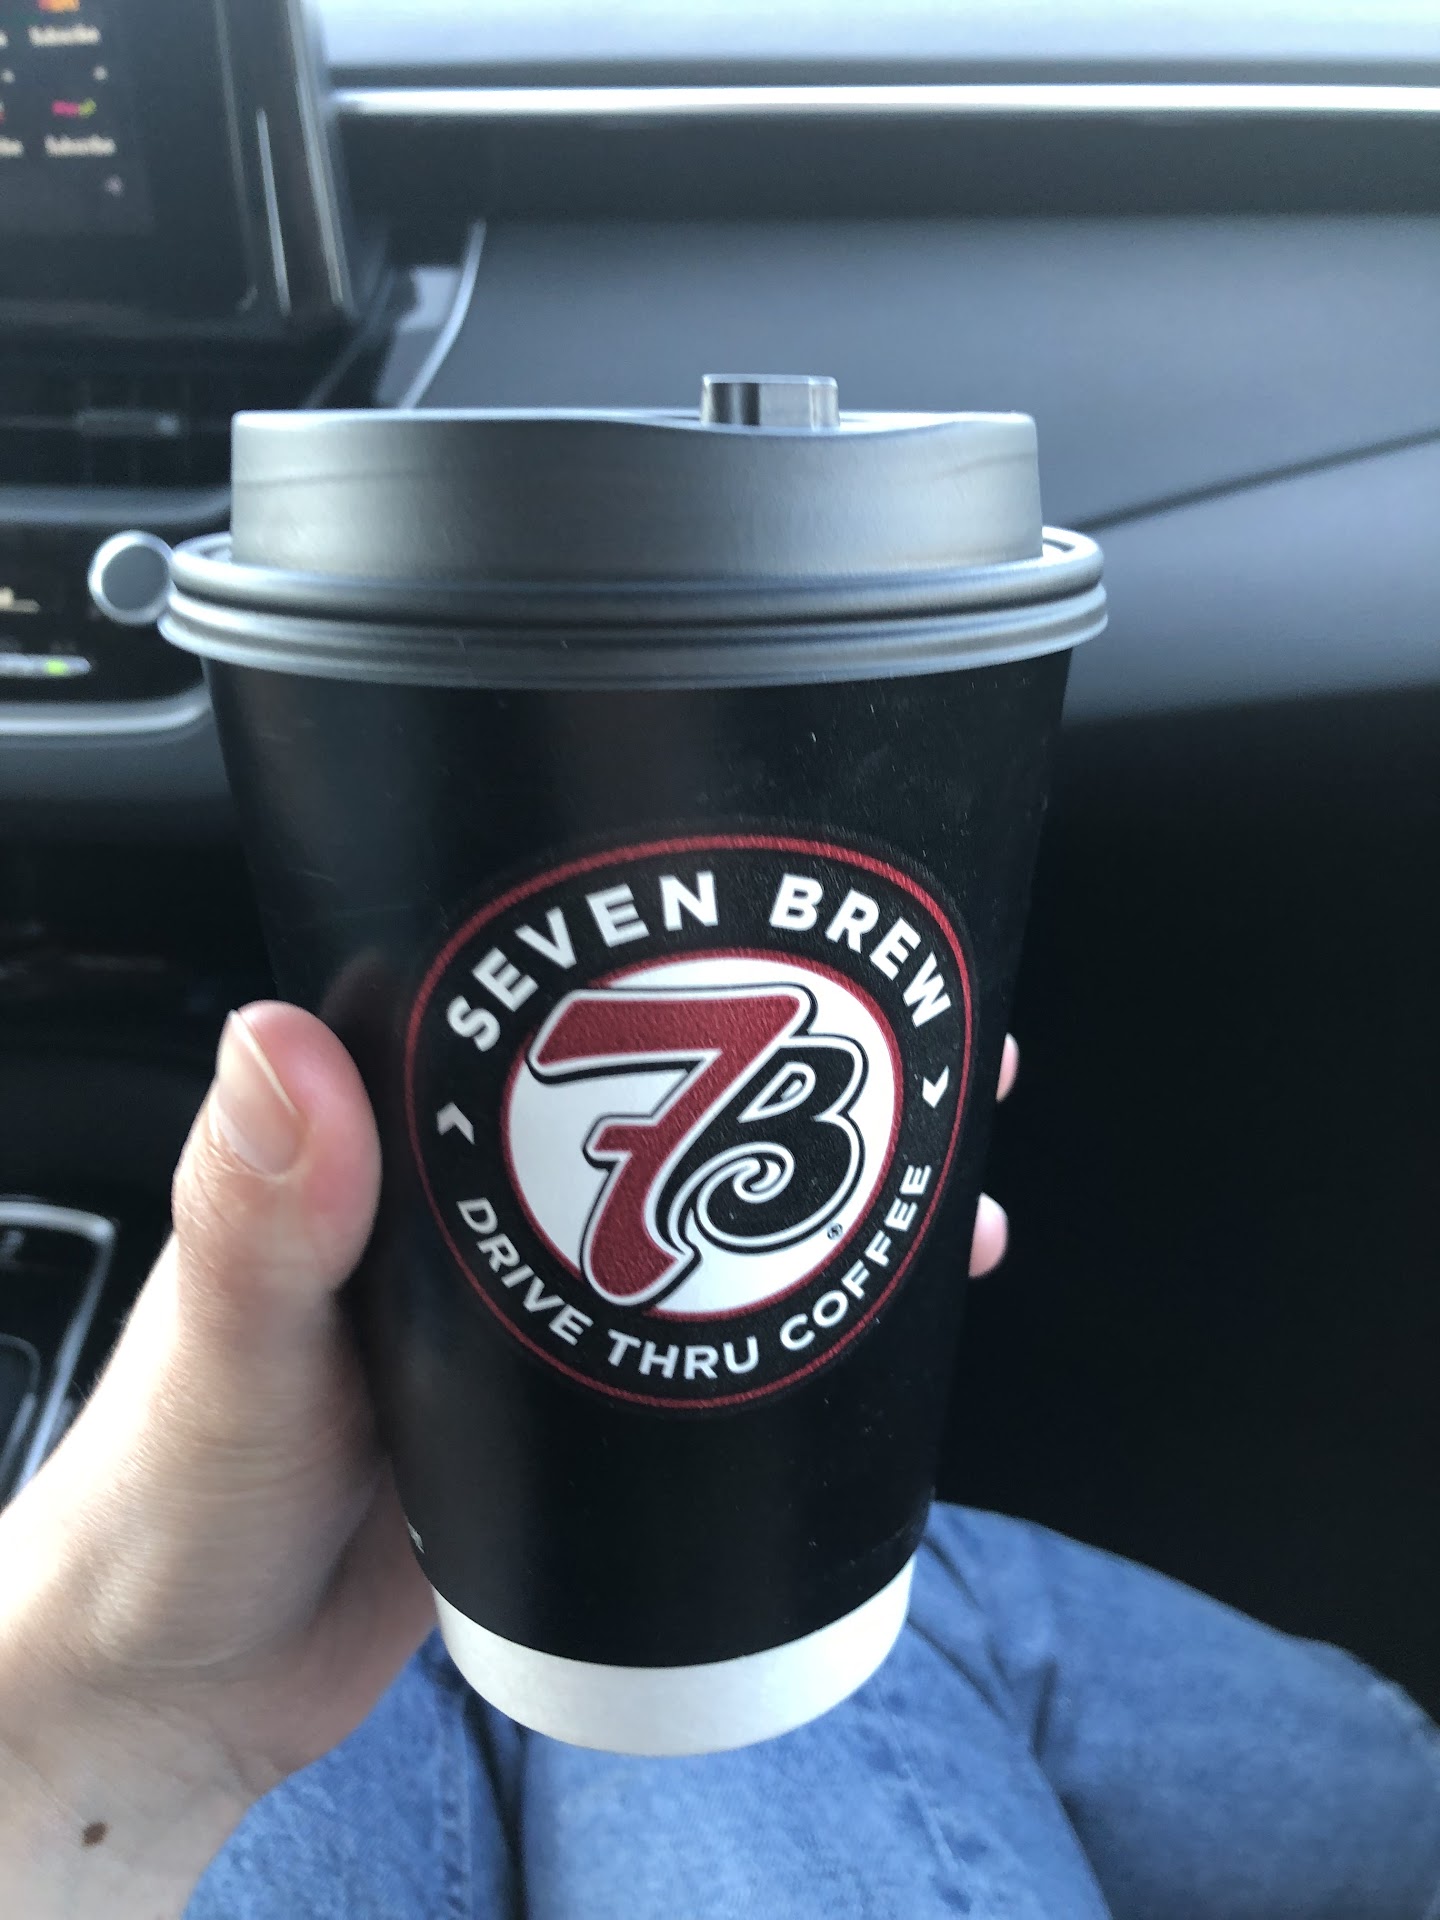 SEVEN BREW
7B®
DRIVE THRU COFFEE